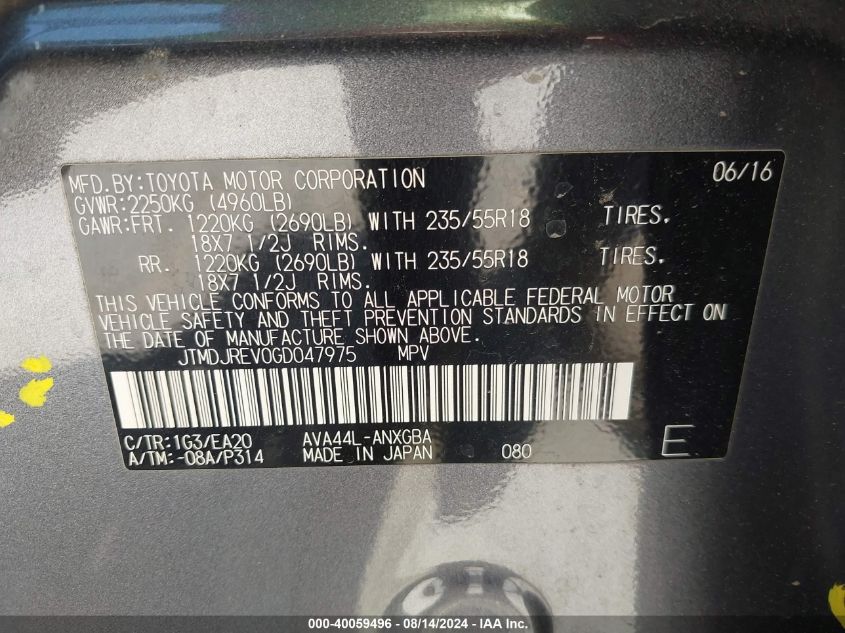 MFD.BY:TOYOTA MOTOR CORPORATION 06/16
GVWR:2250KG (4960LB)
GAWR:FRT. 1220KG (2690LB) WITH 235/55R18 TIRES.
18X7 1/2J RIMS.
RR. 1220KG (2690LB) WITH 235/55R18 TIRES.
18X7 1/2J RIMS.
THIS VEHICLE CONFORMS TO ALL APPLICABLE FEDERAL MOTOR
VEHICLE SAFETY AND THEFT PREVENTION STANDARDS IN EFFECT ON
THE DATE OF MANUFACTURE SHOWN ABOVE.
JTMDJREV0GD047975 MPV
C/TR:1G3/EA20 AVA44L-ANXGBA
A/TM:-08A/P314 MADE IN JAPAN 080 E
000-40059496 - 08/14/2024 - IAA Inc.